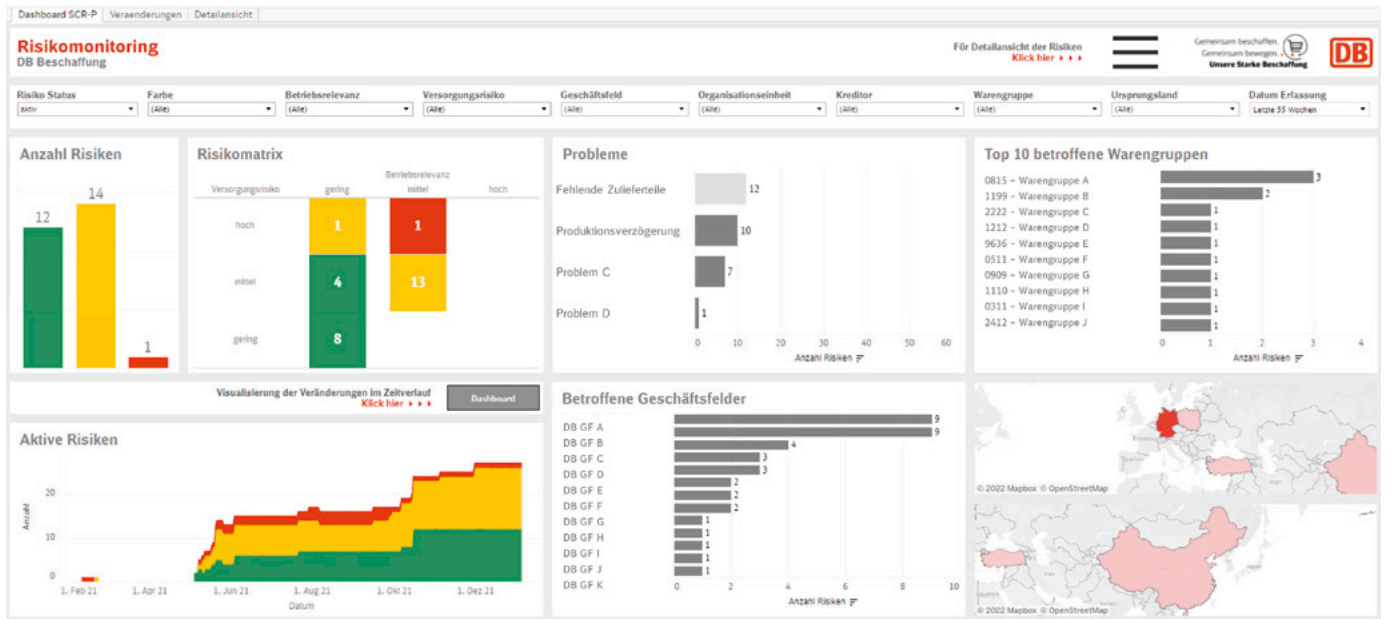 Dashboard SCR-P Veraenderungen Detailansicht
Risikomonitoring
DB Beschaffung
Für Detailansicht der Risiken
Klick hier
Gemeinsam beschaffen.
Gemeinsam bewegen.
Unsere Starke Beschaffung
DB
Risiko Status Farbe Betriebsrelevanz Versorgungsrisiko Geschäftsfeld Organisationseinheit Kreditor Warengruppe Ursprungsland Datum Erfassung
aktiv (Alle) (Alle) (Alle) (Alle) (Alle) (Alle) (Alle) (Alle) Letzte 55 Wochen
Anzahl Risiken
12
14
1
Risikomatrix
Betriebsrelevanz
Versorgungsrisiko gering mittel hoch
hoch 1 1
mittel 4 13
gering 8
Probleme
Fehlende Zulieferteile 12
Produktionsverzögerung 10
Problem C 7
Problem D 1
0 10 20 30 40 50 60
Anzahl Risiken
Top 10 betroffene Warengruppen
0815 – Warengruppe A 3
1199 – Warengruppe B 2
2222 – Warengruppe C 1
1212 – Warengruppe D 1
9636 – Warengruppe E 1
0511 – Warengruppe F 1
0909 – Warengruppe G 1
1110 – Warengruppe H 1
0311 – Warengruppe I 1
2412 – Warengruppe J 1
0 1 2 3 4
Anzahl Risiken
Visualisierung der Veränderungen im Zeitverlauf
Klick hier
Dashboard
Aktive Risiken
Anzahl
20
10
0
1. Feb 21 1. Apr 21 1. Jun 21 1. Aug 21 1. Okt 21 1. Dez 21
Datum
Betroffene Geschäftsfelder
9
DB GF A 9
DB GF B 4
DB GF C 3
DB GF D 3
DB GF E 2
DB GF F 2
2
DB GF G 1
DB GF H 1
DB GF I 1
DB GF J 1
DB GF K 1
0 2 4 6 8 10
Anzahl Risiken
© 2022 Mapbox © OpenStreetMap
© 2022 Mapbox © OpenStreetMap